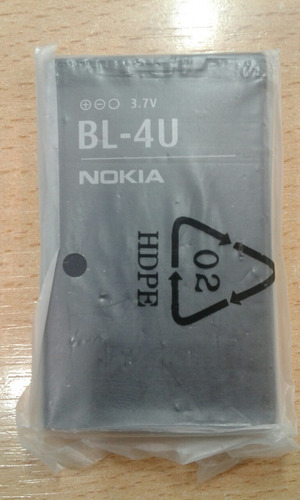 3.7V
BL-4U
NOKIA
02
HDPE